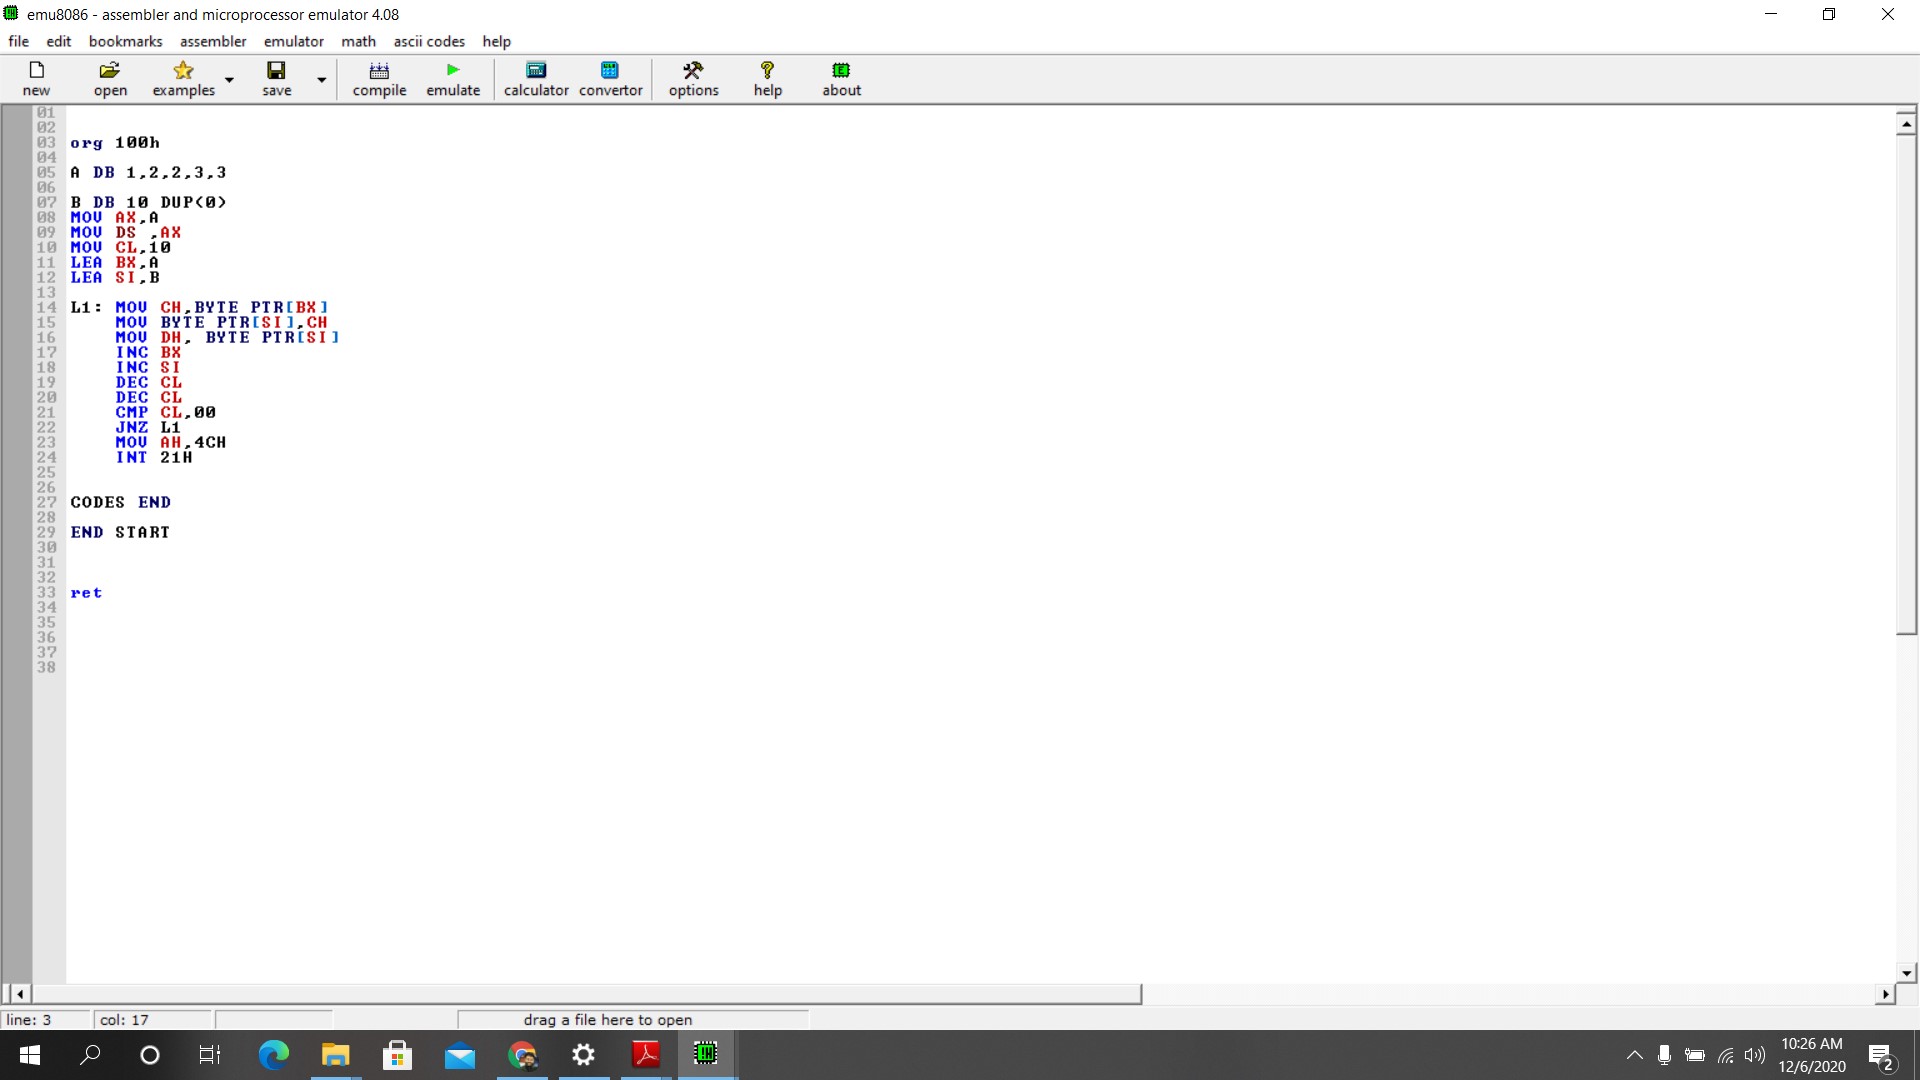 emu8086 - assembler and microprocessor emulator 4.08
file edit bookmarks assembler emulator math ascii codes help
new open examples save compile emulate calculator convertor options help about
01
02
03 org 100h
04
05 A DB 1,2,2,3,3
06
07 B DB 10 DUP(0)
08 MOV AX,A
09 MOV DS ,AX
10 MOV CL,10
11 LEA BX,A
12 LEA SI,B
13
14 L1: MOV CH,BYTE PTR[BX]
15 MOV BYTE PTR[SI],CH
16 MOV DH, BYTE PTR[SI]
17 INC BX
18 INC SI
19 DEC CL
20 DEC CL
21 CMP CL,00
22 JNZ L1
23 MOV AH,4CH
24 INT 21H
25
26
27 CODES END
28
29 END START
30
31
32
33 ret
34
35
36
37
38
line: 3 col: 17 drag a file here to open
10:26 AM
12/6/2020
2